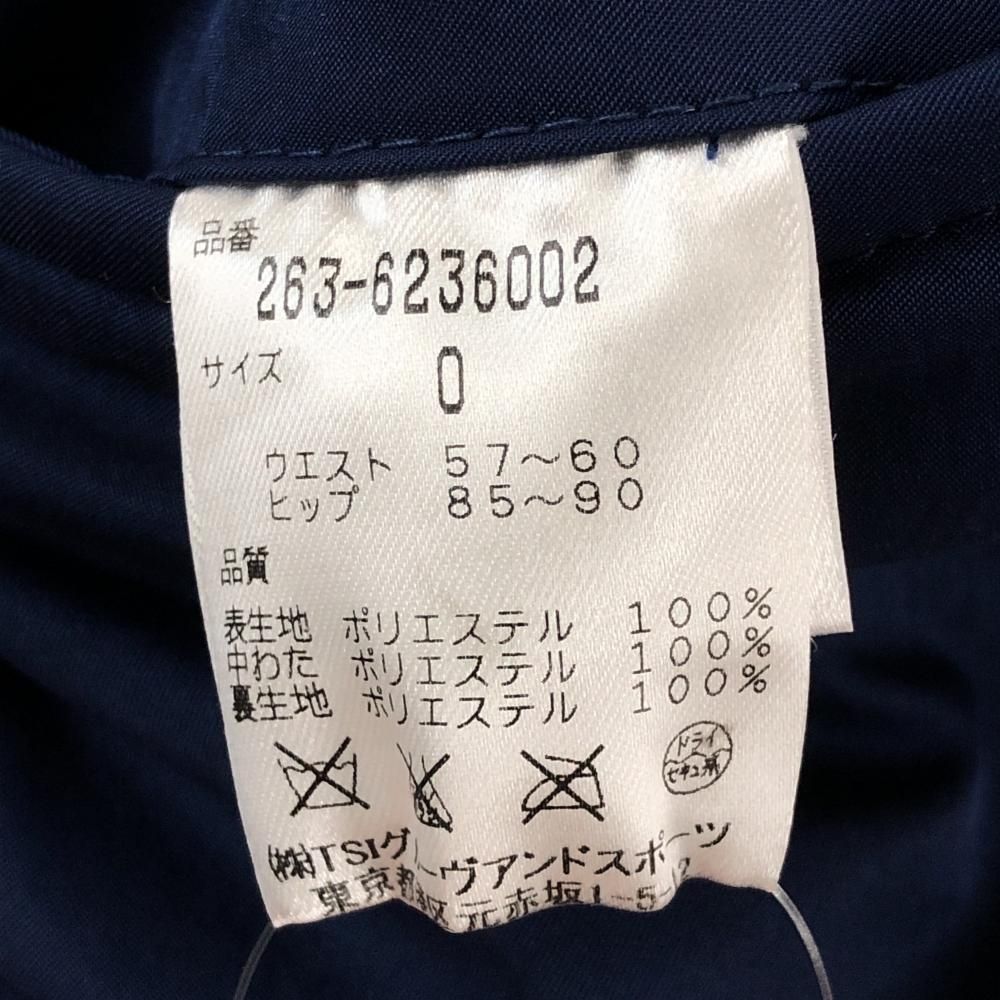 品番
263-6236002
サイズ 0
ウエスト 57～60
ヒップ 85～90
品質
表生地 ポリエステル 100%
中わた ポリエステル 100%
裏生地 ポリエステル 100%
ドライ
セキユ系
(株)TSIグ ーヴアンドスポーツ
東京都 区元赤坂1-5-12